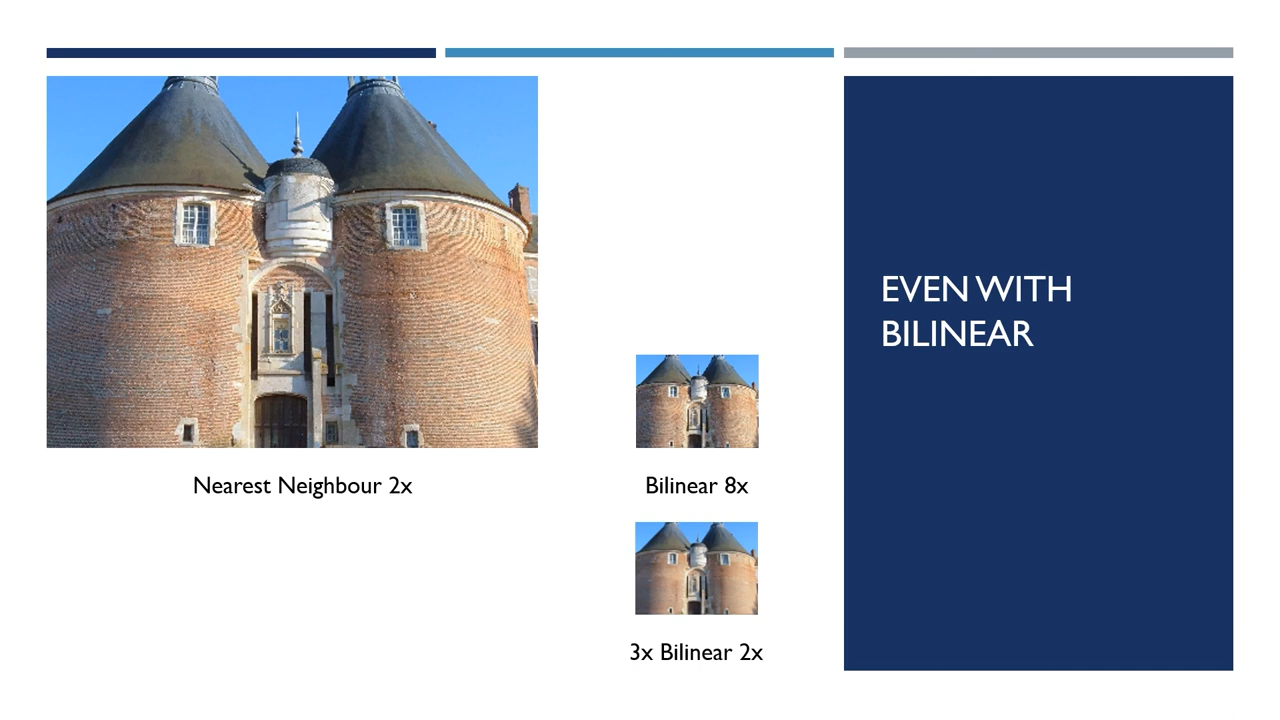 Nearest Neighbour 2x
Bilinear 8x
3x Bilinear 2x
EVEN WITH
BILINEAR